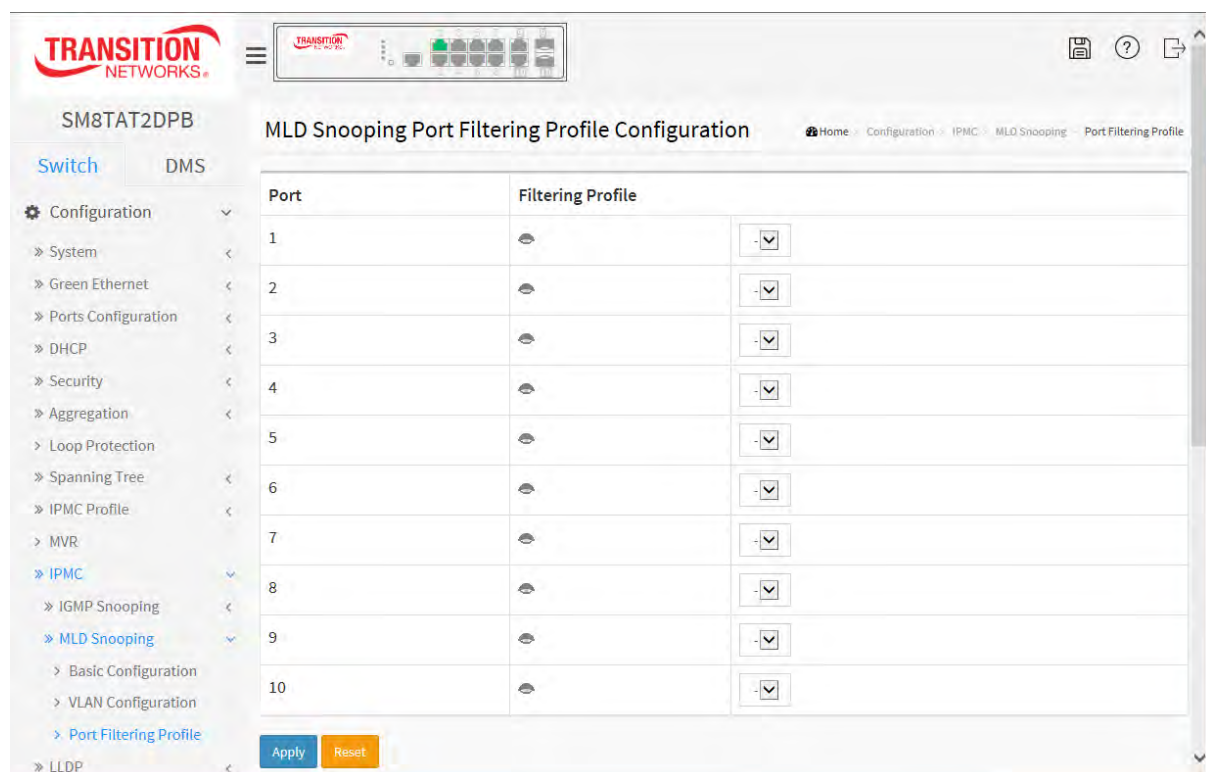 TRANSITION
NETWORKS®
TRANSITION
SM8TAT2DPB
Switch DMS
Configuration
» System
» Green Ethernet
» Ports Configuration
» DHCP
» Security
» Aggregation
> Loop Protection
» Spanning Tree
» IPMC Profile
> MVR
» IPMC
» IGMP Snooping
» MLD Snooping
> Basic Configuration
> VLAN Configuration
> Port Filtering Profile
» LLDP
MLD Snooping Port Filtering Profile Configuration
Home > Configuration > IPMC > MLD Snooping > Port Filtering Profile
Port Filtering Profile
1 -
2 -
3 -
4 -
5 -
6 -
7 -
8 -
9 -
10 -
Apply Reset